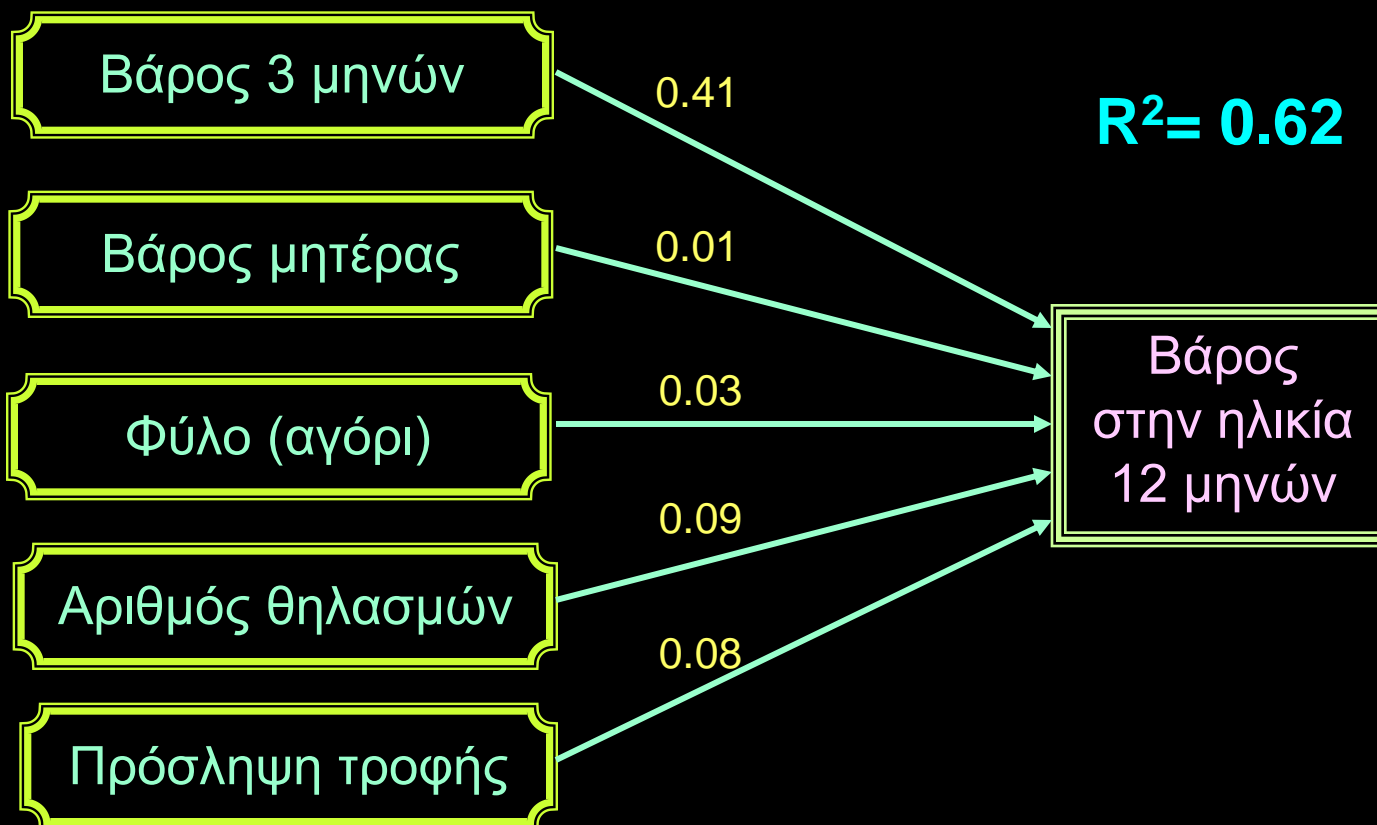 Βάρος 3 μηνών
0.41
R²= 0.62
Βάρος μητέρας
0.01
Φύλο (αγόρι)
0.03
Βάρος
στην ηλικία
12 μηνών
Αριθμός θηλασμών
0.09
Πρόσληψη τροφής
0.08